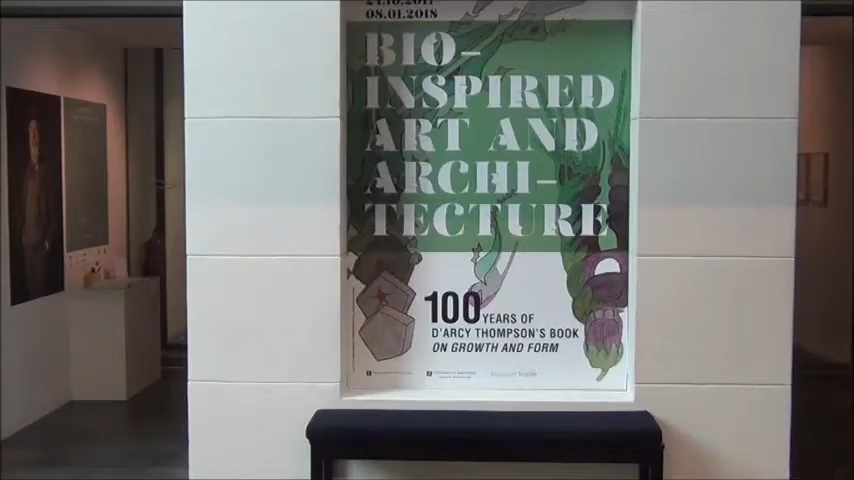 08.01.2018
BIO–
INSPIRED
ART AND
ARCHI–
TECTURE
100 YEARS OF
D'ARCY THOMPSON'S BOOK
ON GROWTH AND FORM